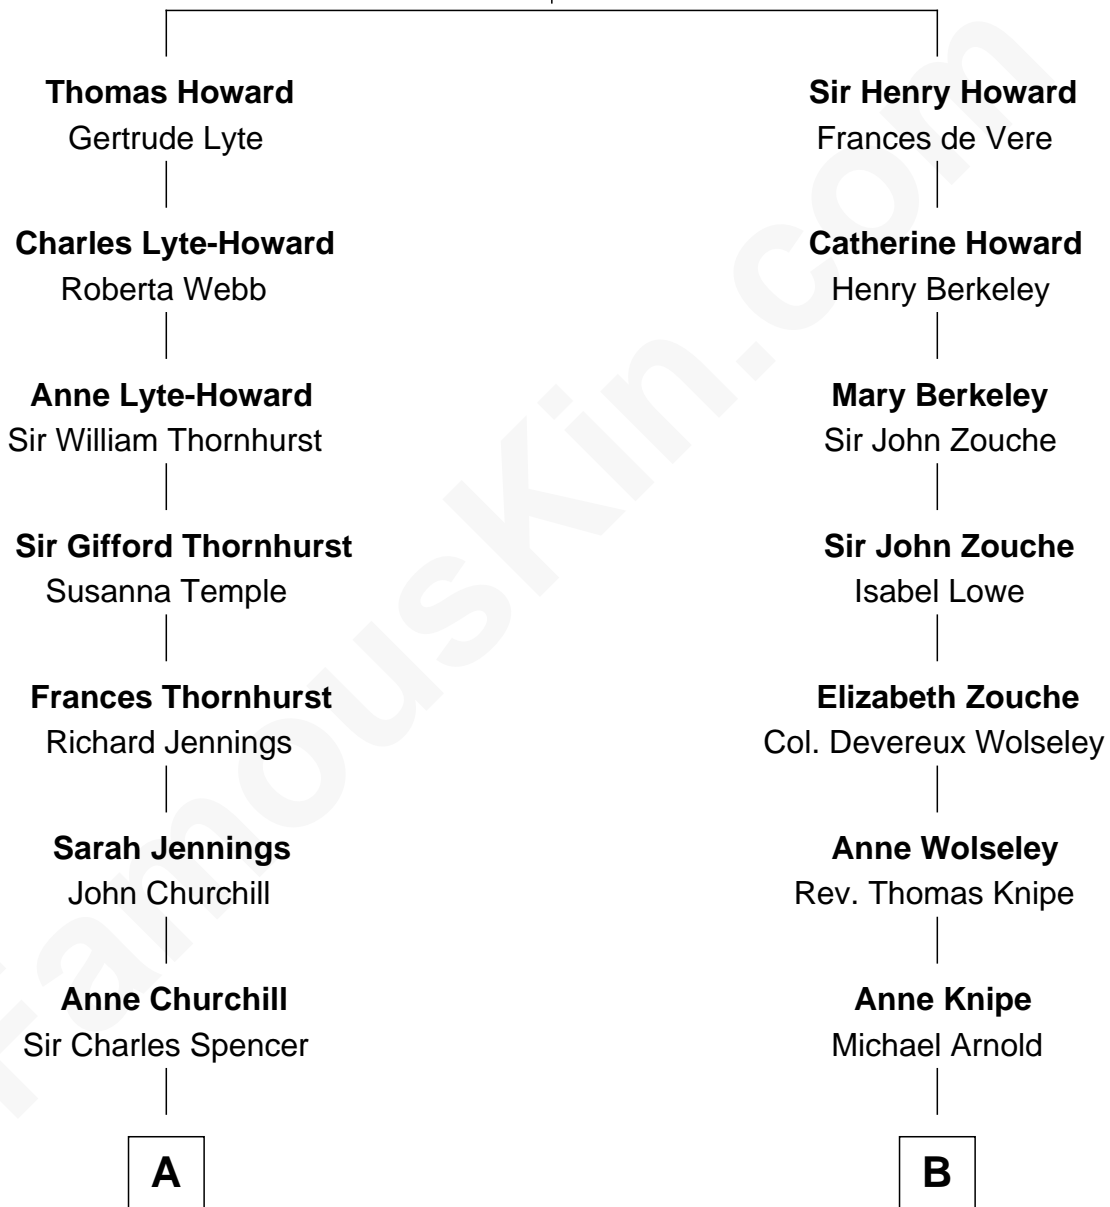 Thomas Howard
Gertrude Lyte
Sir Henry Howard
Frances de Vere
Charles Lyte-Howard
Roberta Webb
Catherine Howard
Henry Berkeley
Anne Lyte-Howard
Sir William Thornhurst
Mary Berkeley
Sir John Zouche
Sir Gifford Thornhurst
Susanna Temple
Sir John Zouche
Isabel Lowe
Frances Thornhurst
Richard Jennings
Elizabeth Zouche
Col. Devereux Wolseley
Sarah Jennings
John Churchill
Anne Wolseley
Rev. Thomas Knipe
Anne Churchill
Sir Charles Spencer
Anne Knipe
Michael Arnold
A
B
FamousKin.com